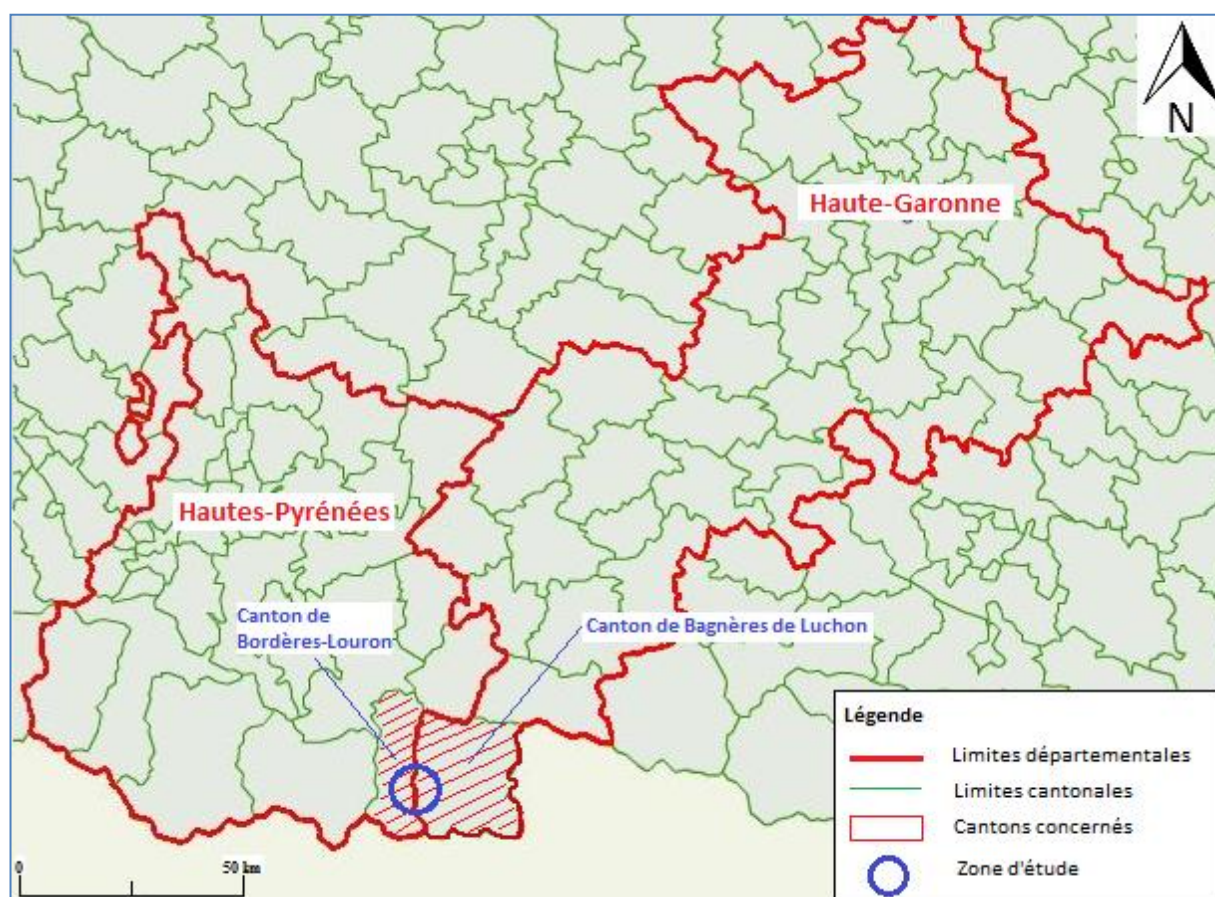 N
Haute-Garonne
Hautes-Pyrénées
Canton de
Bordères-Louron
Canton de Bagnères de Luchon
Légende
Limites départementales
Limites cantonales
Cantons concernés
Zone d'étude
0
50 km